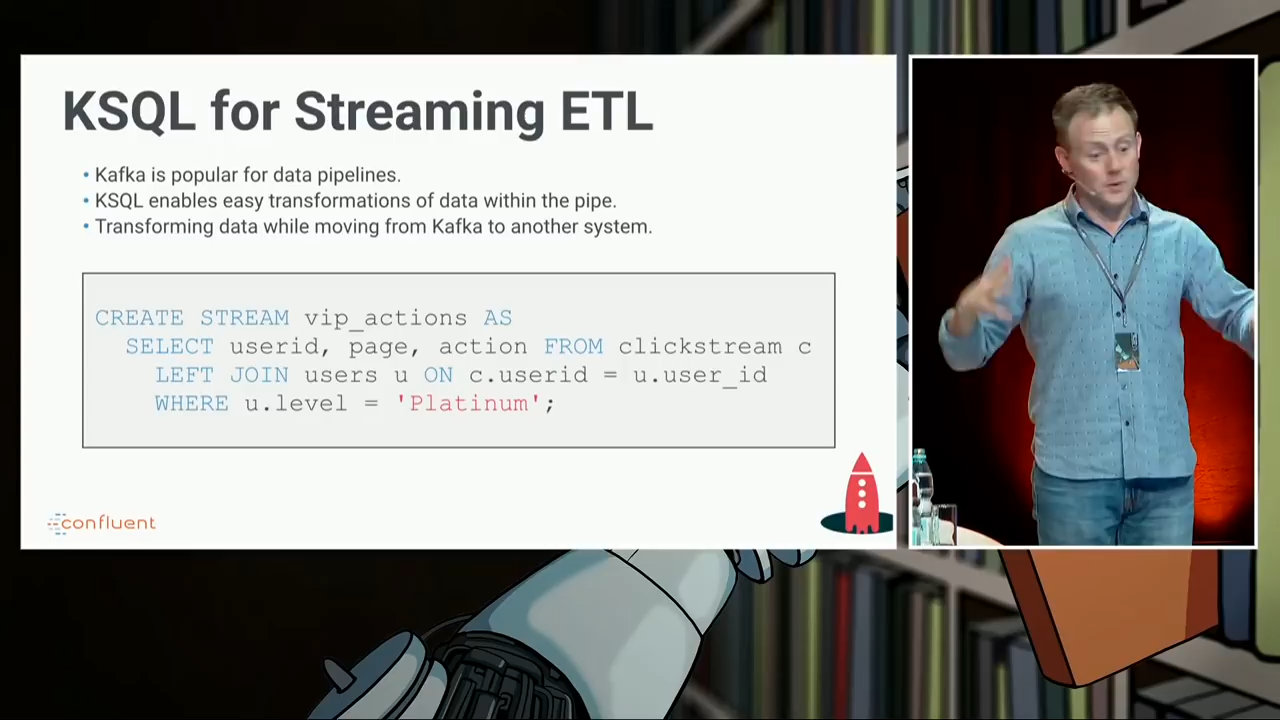 KSQL for Streaming ETL
• Kafka is popular for data pipelines.
• KSQL enables easy transformations of data within the pipe.
• Transforming data while moving from Kafka to another system.
CREATE STREAM vip_actions AS
SELECT userid, page, action FROM clickstream c
LEFT JOIN users u ON c.userid = u.user_id
WHERE u.level = 'Platinum';
confluent